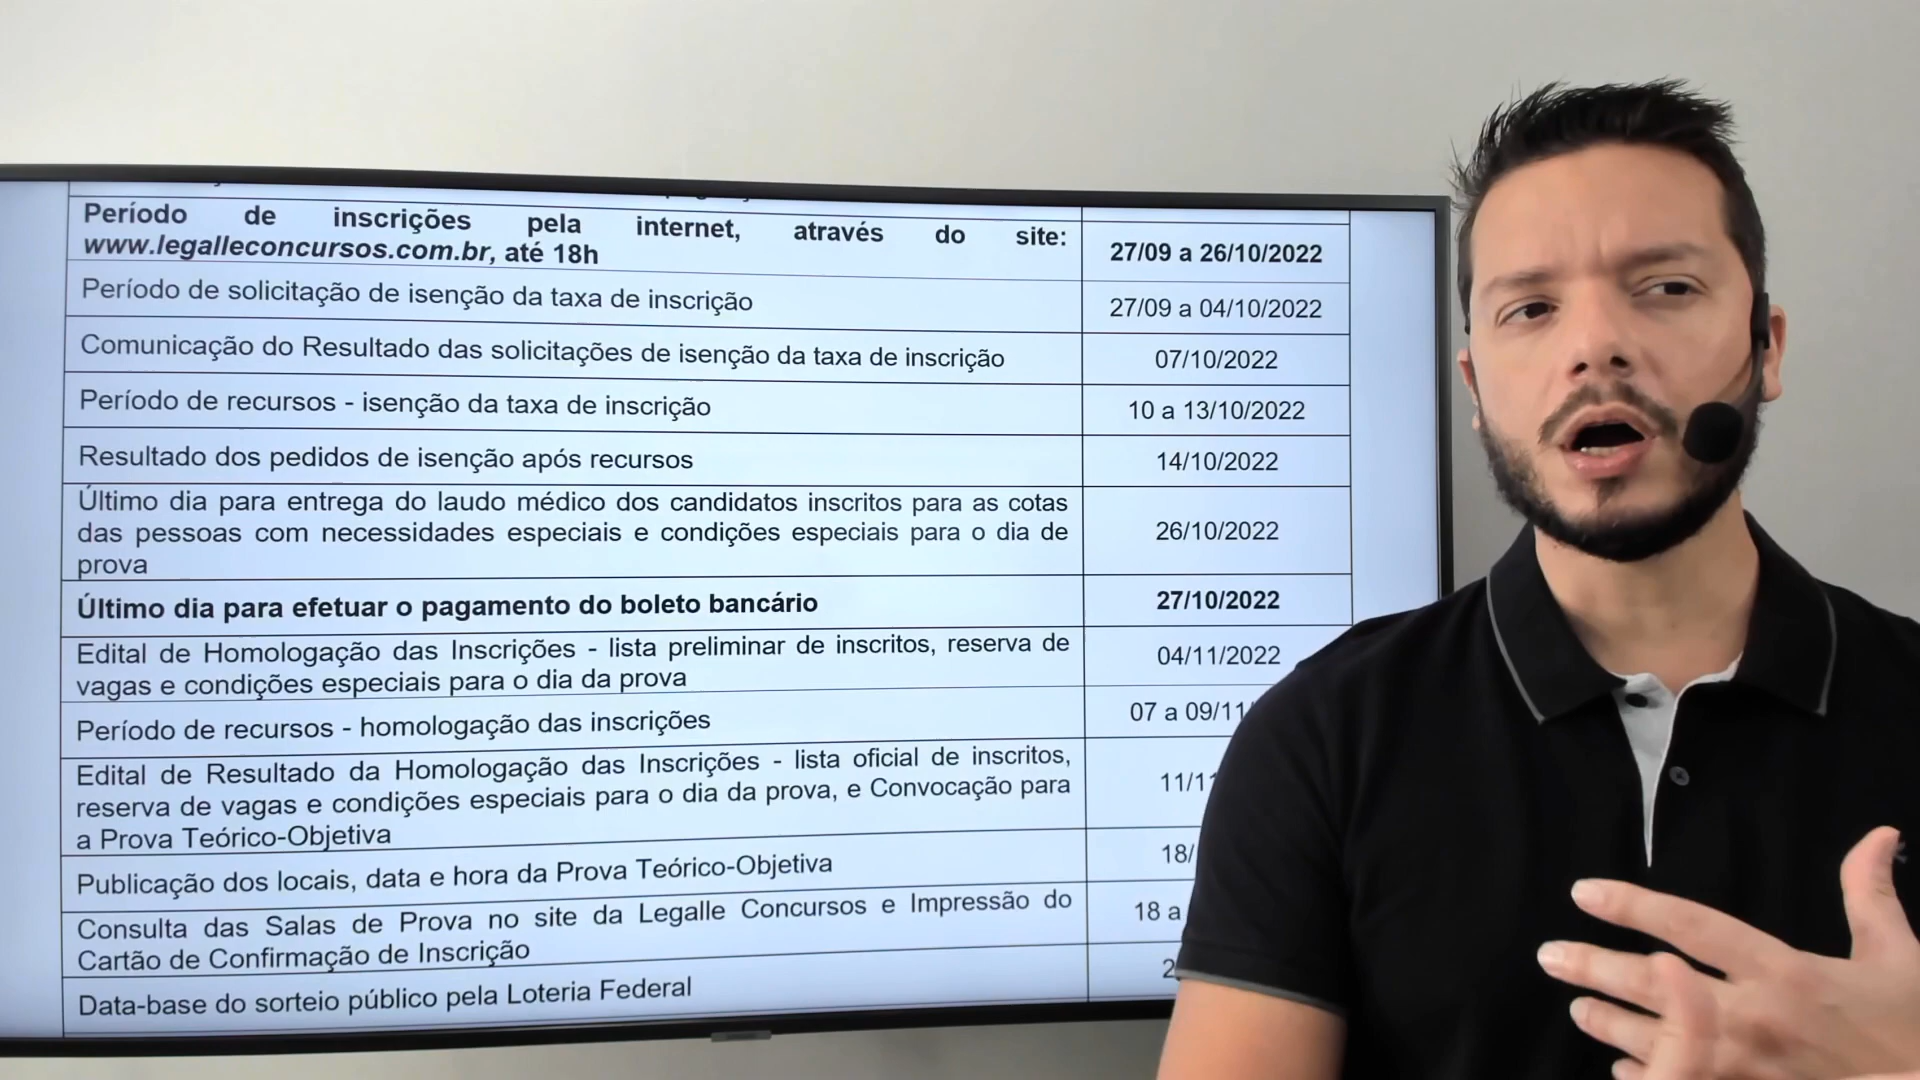 Período de inscrições pela internet, através do site:
www.legalleconcursos.com.br, até 18h
27/09 a 26/10/2022
Período de solicitação de isenção da taxa de inscrição
27/09 a 04/10/2022
Comunicação do Resultado das solicitações de isenção da taxa de inscrição
07/10/2022
Período de recursos - isenção da taxa de inscrição
10 a 13/10/2022
Resultado dos pedidos de isenção após recursos
14/10/2022
Último dia para entrega do laudo médico dos candidatos inscritos para as cotas
das pessoas com necessidades especiais e condições especiais para o dia de
prova
26/10/2022
Último dia para efetuar o pagamento do boleto bancário
27/10/2022
Edital de Homologação das Inscrições - lista preliminar de inscritos, reserva de
vagas e condições especiais para o dia da prova
04/11/2022
Período de recursos - homologação das inscrições
07 a 09/11
Edital de Resultado da Homologação das Inscrições - lista oficial de inscritos,
reserva de vagas e condições especiais para o dia da prova, e Convocação para
a Prova Teórico-Objetiva
11/1
Publicação dos locais, data e hora da Prova Teórico-Objetiva
18/
Consulta das Salas de Prova no site da Legalle Concursos e Impressão do
Cartão de Confirmação de Inscrição
18 a
Data-base do sorteio público pela Loteria Federal
2